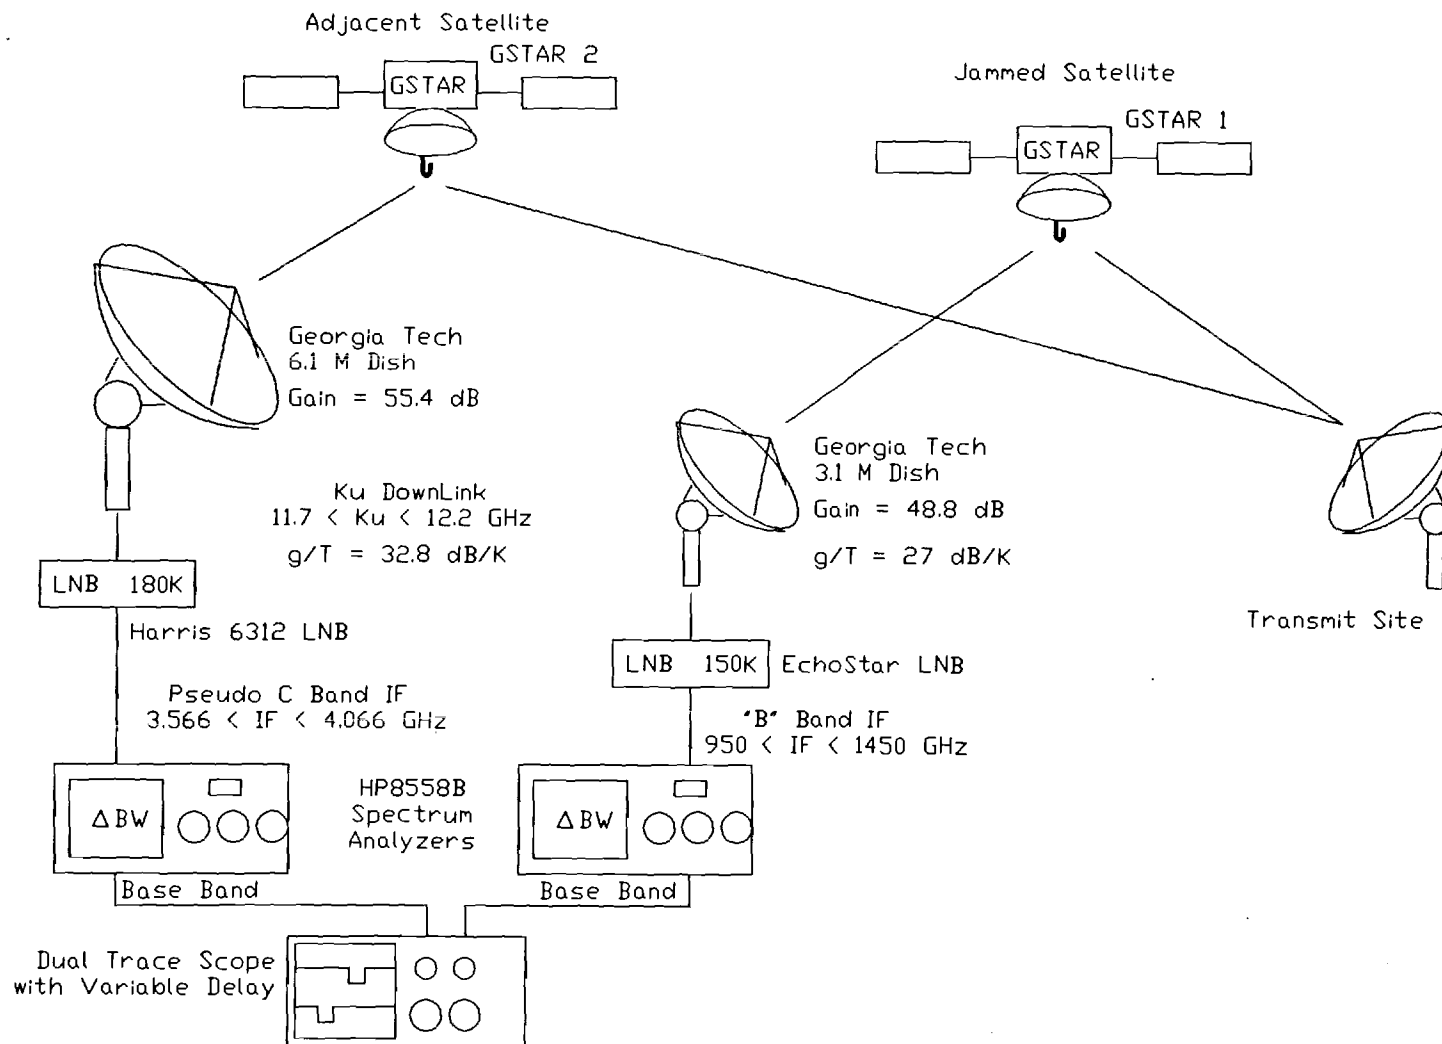 Adjacent Satellite
GSTAR 2
GSTAR
Jammed Satellite
GSTAR 1
GSTAR
Georgia Tech
6.1 M Dish
Gain = 55.4 dB
Georgia Tech
3.1 M Dish
Gain = 48.8 dB
g/T = 27 dB/K
Ku DownLink
11.7 < Ku < 12.2 GHz
g/T = 32.8 dB/K
LNB 180K
Harris 6312 LNB
Transmit Site
LNB 150K
EchoStar LNB
Pseudo C Band IF
3.566 < IF < 4.066 GHz
"B" Band IF
950 < IF < 1450 GHz
Δ BW
HP8558B
Spectrum
Analyzers
Δ BW
Base Band
Base Band
Dual Trace Scope
with Variable Delay